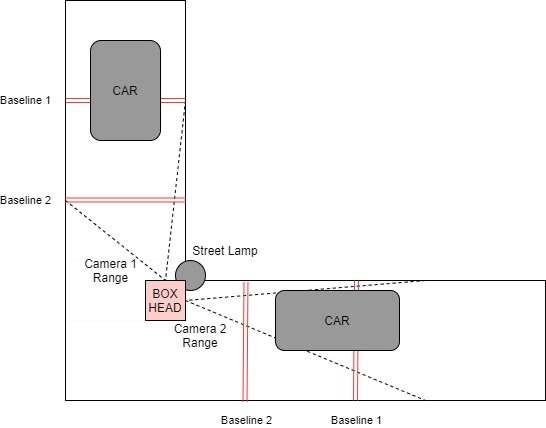 CAR
Baseline 1
Baseline 2
Street Lamp
Camera 1
Range
BOX
HEAD
CAR
Camera 2
Range
Baseline 2
Baseline 1